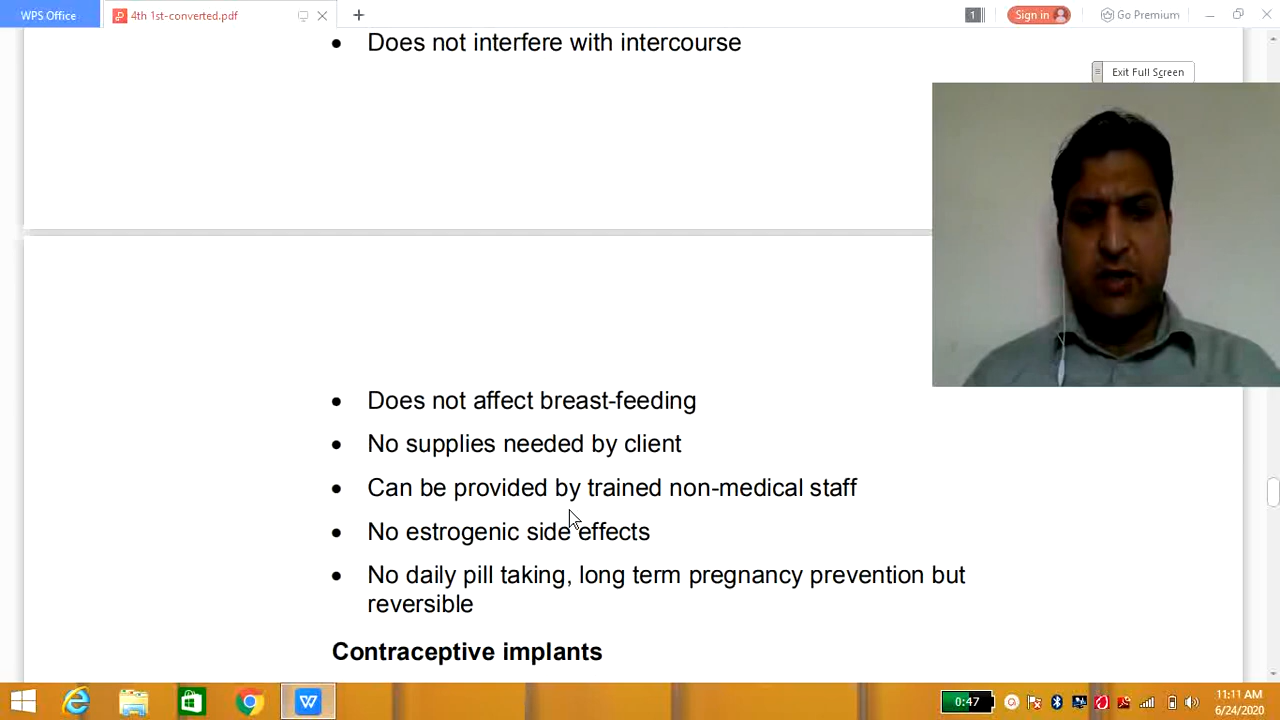 WPS Office
4th 1st-converted.pdf
1
Sign in
Go Premium
• Does not interfere with intercourse
Exit Full Screen
• Does not affect breast-feeding
• No supplies needed by client
• Can be provided by trained non-medical staff
• No estrogenic side effects
• No daily pill taking, long term pregnancy prevention but
reversible
Contraceptive implants
0:47
11:11 AM
6/24/2020